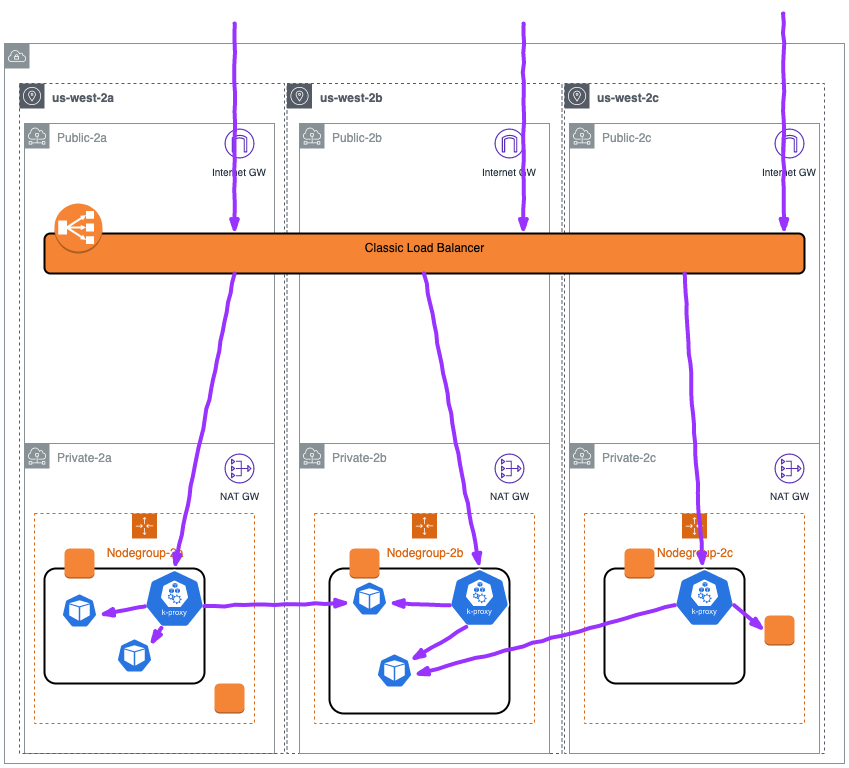 us-west-2a
us-west-2b
us-west-2c
Public-2a
Public-2b
Public-2c
Internet GW
Internet GW
Internet GW
Classic Load Balancer
Private-2a
Private-2b
Private-2c
NAT GW
NAT GW
NAT GW
Nodegroup-2a
Nodegroup-2b
Nodegroup-2c
k-proxy
k-proxy
k-proxy